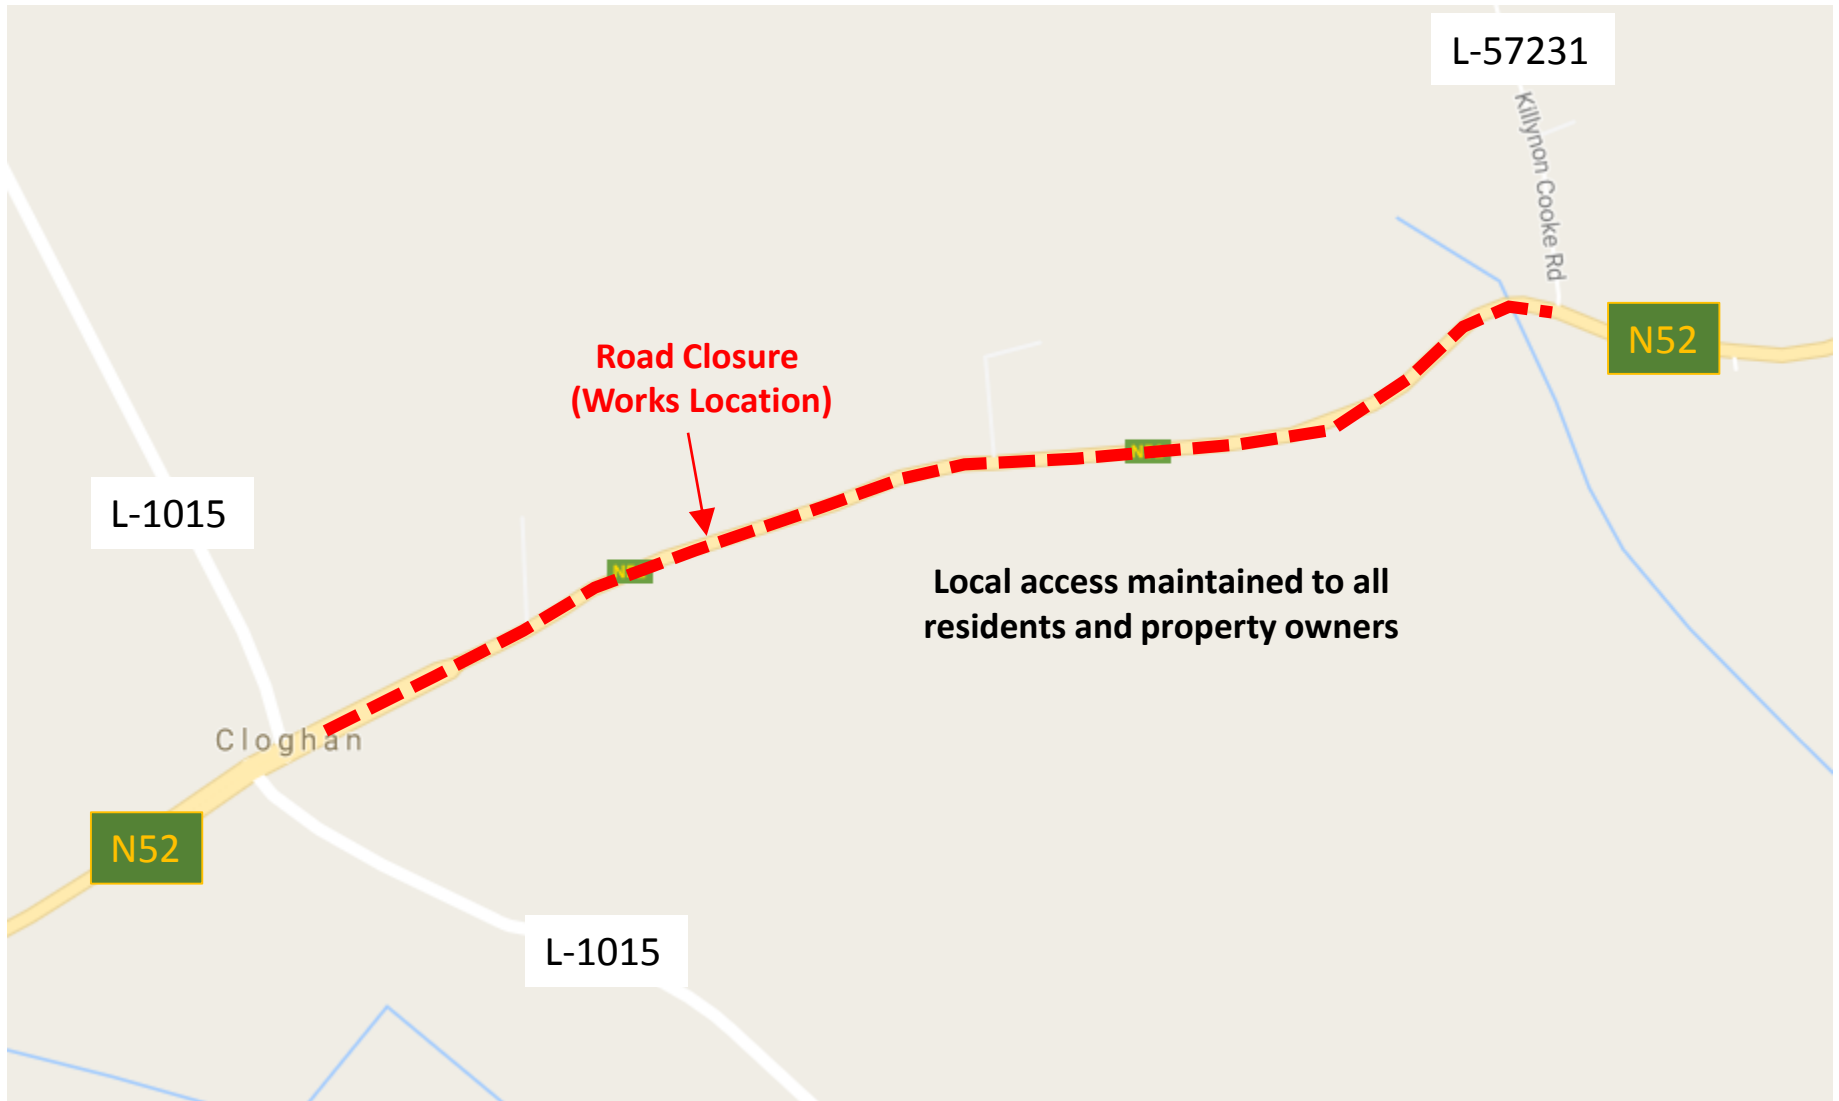 L-57231
Killynon Cooke Rd
N52
Road Closure
(Works Location)
L-1015
Local access maintained to all
residents and property owners
Cloghan
N52
L-1015